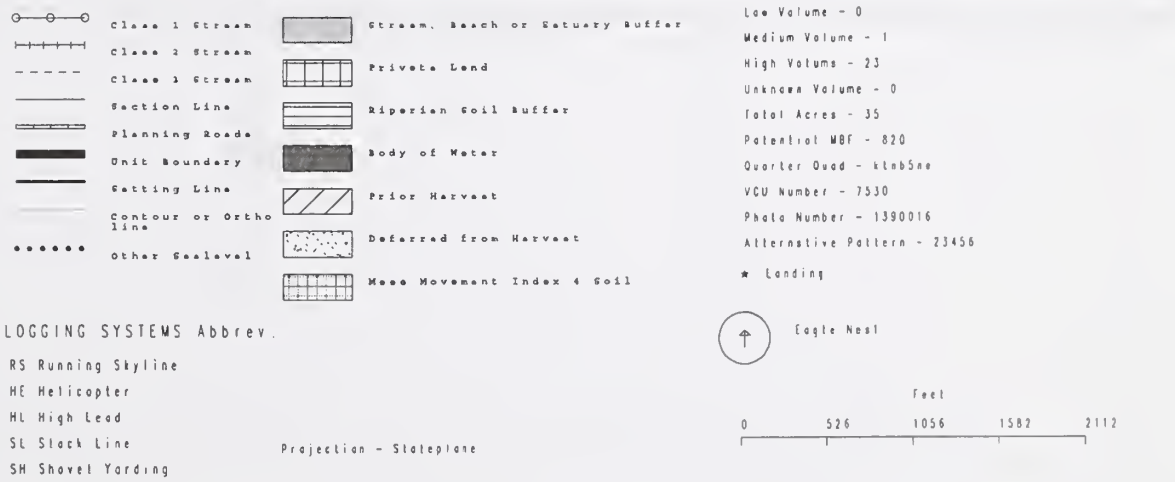 Class 1 Stream
Class 2 Stream
Class 3 Stream
Section Line
Planning Roads
Unit Boundary
Setting Line
Contour or Ortho
line
Other Sealevel
Stream, Beach or Estuary Buffer
Private Land
Riperian Soil Buffer
Body of Water
Prior Harvest
Deferred from Harvest
Mass Movement Index 4 Soil
Low Volume - 0
Medium Volume - 1
High Volume - 23
Unknown Volume - 0
Total Acres - 35
Potential MBF - 820
Quarter Quad - ktnb5ne
VCU Number - 7530
Photo Number - 1390016
Alternative Pattern - 23456
★ Landing
Eagle Nest
LOGGING SYSTEMS Abbrev.
RS Running Skyline
HE Helicopter
HL High Lead
SL Slack Line
SH Shovel Yarding
Projection - Stateplane
Feet
0 526 1056 1582 2112